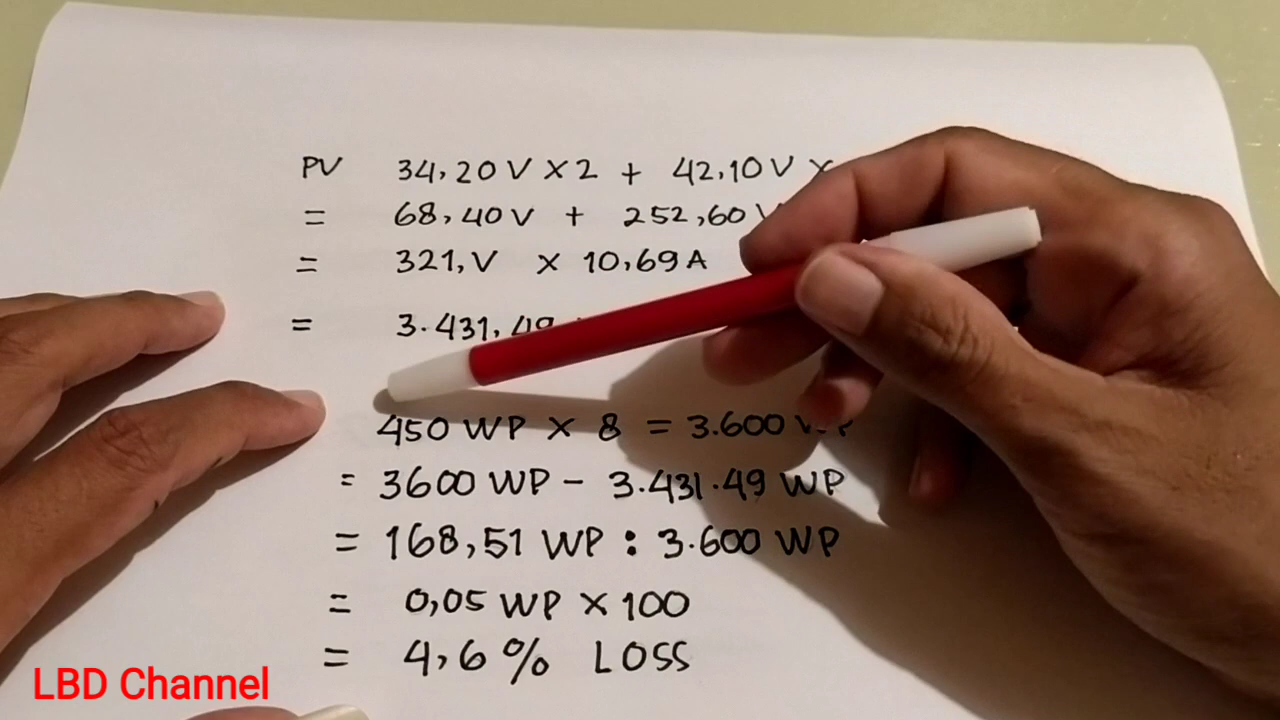 PV 34,20 V X 2 + 42,10 V X
= 68,40 V + 252,60 V
= 321, V X 10,69 A
= 3.431,49
450 WP X 8 = 3.600 WP
= 3600 WP - 3.431.49 WP
= 168,51 WP : 3.600 WP
= 0,05 WP X 100
= 4,6 % LOSS
LBD Channel